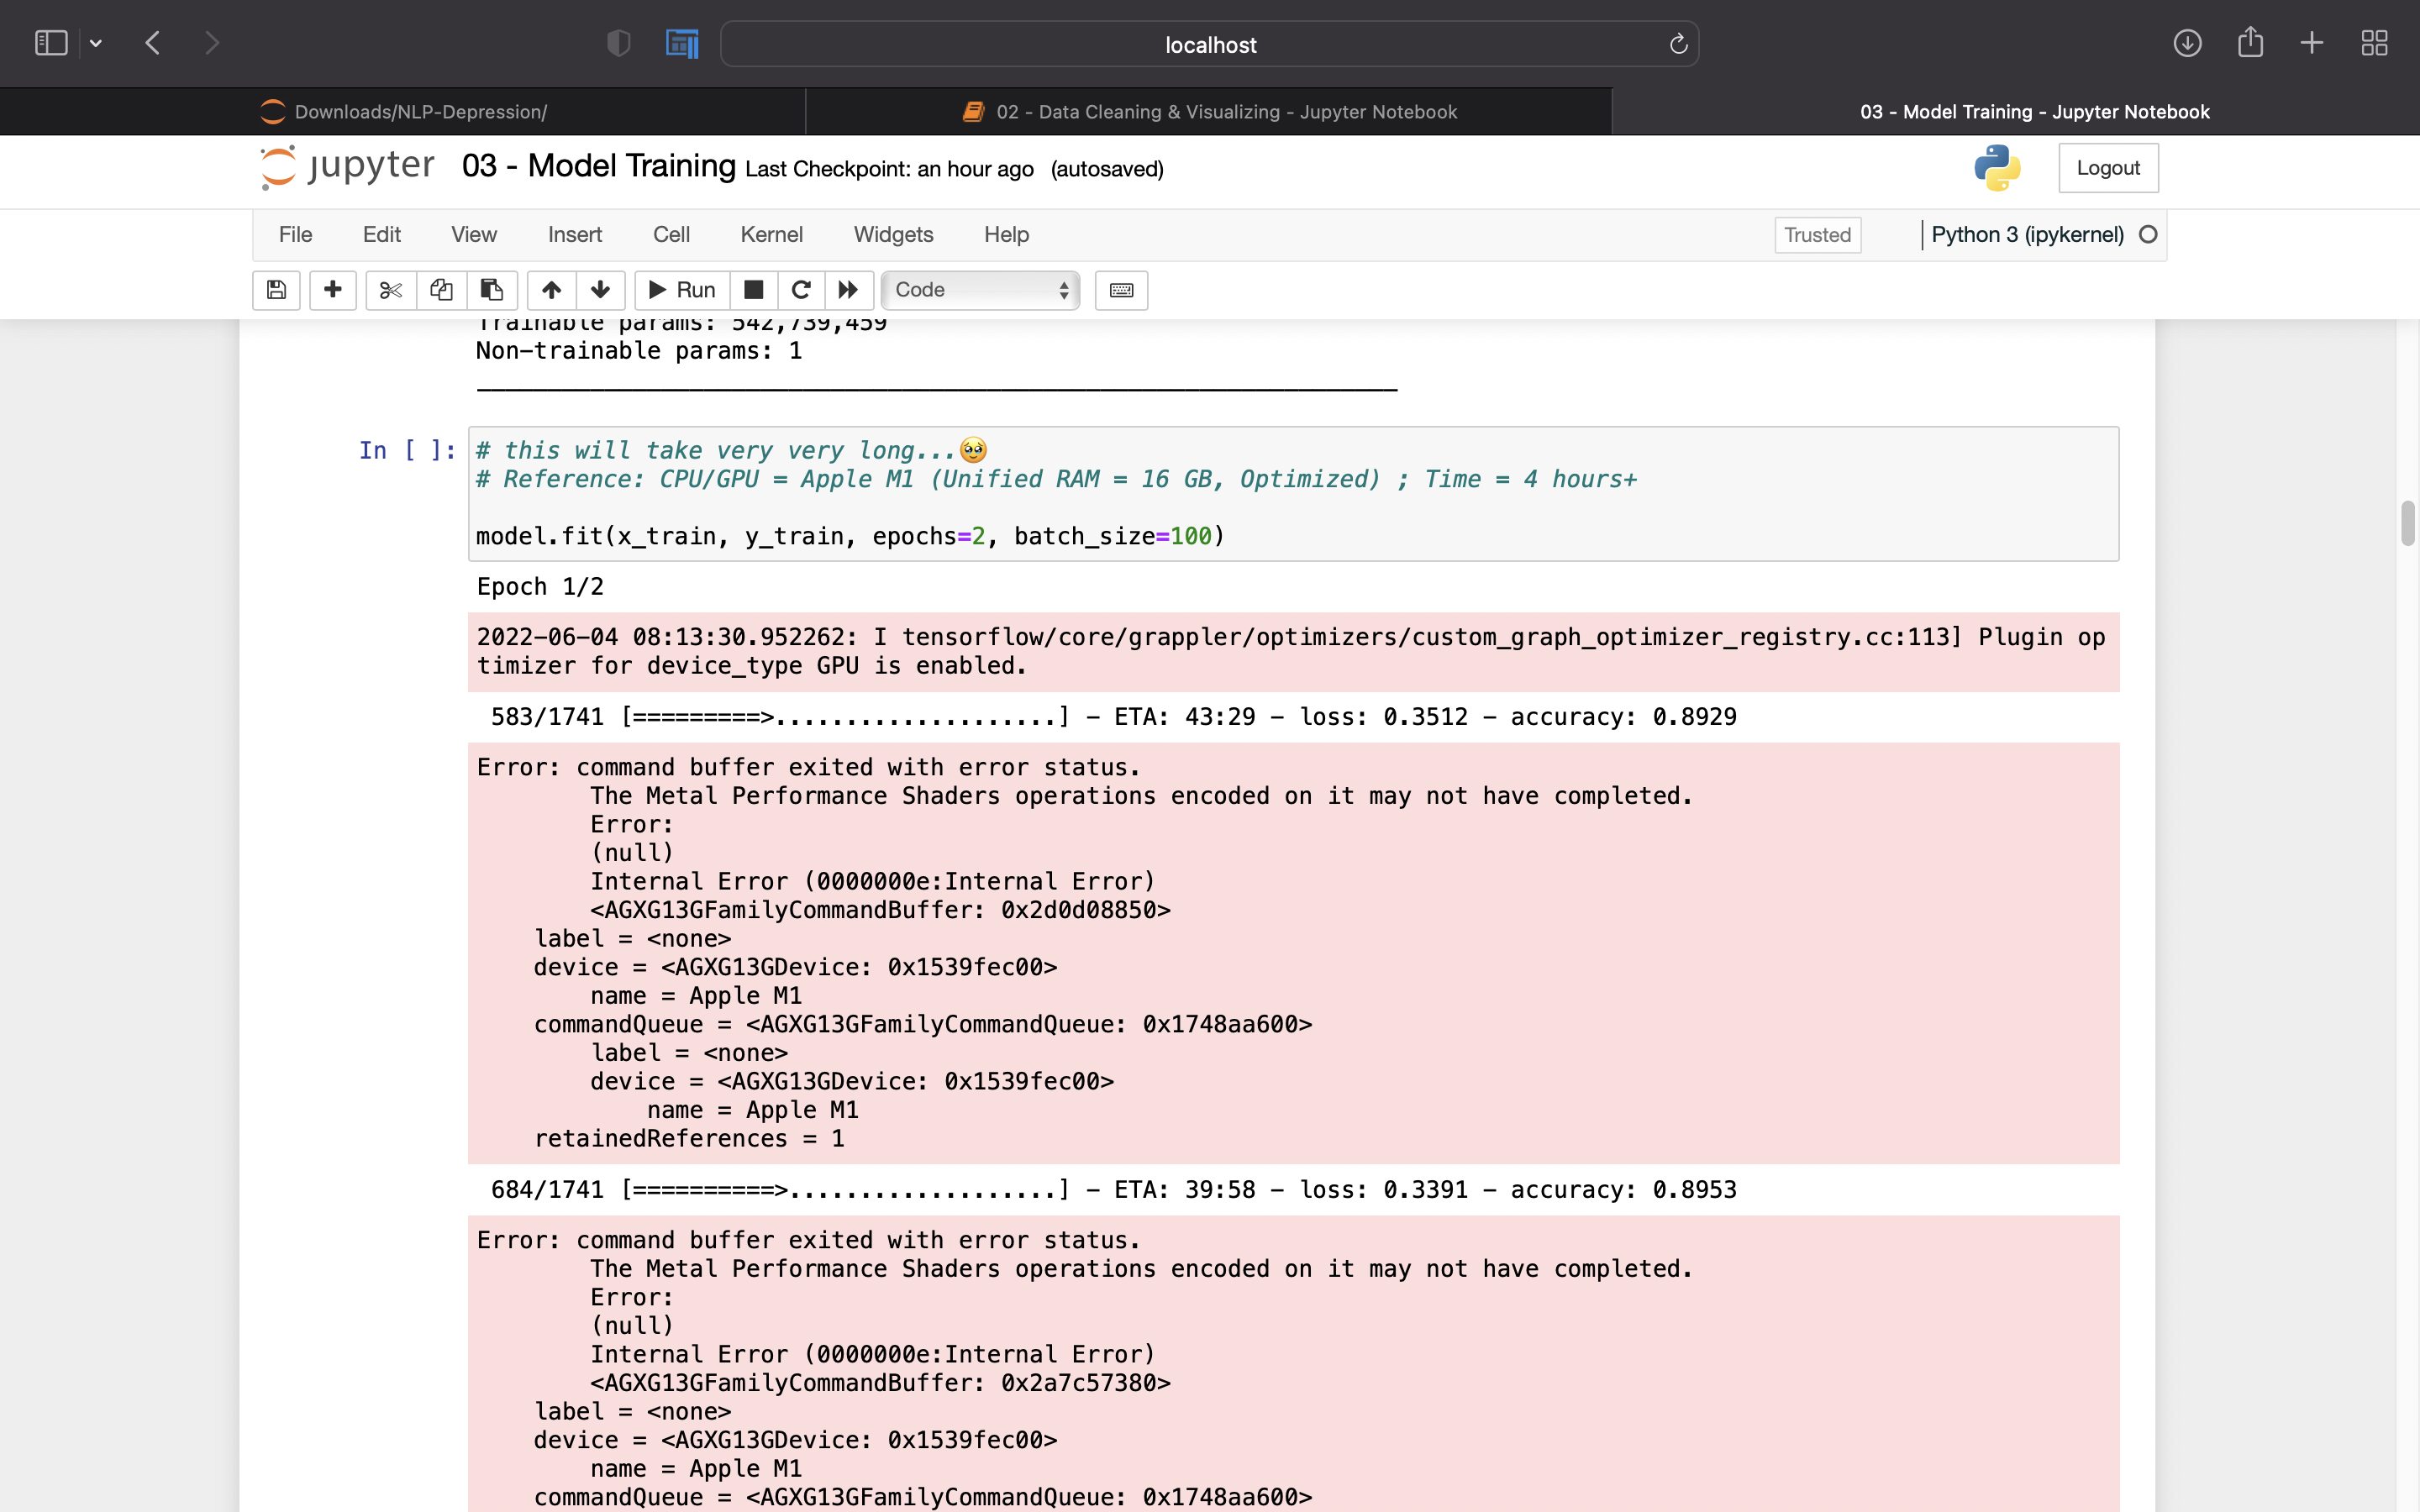 localhost
Downloads/NLP-Depression/
02 - Data Cleaning & Visualizing - Jupyter Notebook
03 - Model Training - Jupyter Notebook
jupyter 03 - Model Training Last Checkpoint: an hour ago (autosaved)
Logout
File Edit View Insert Cell Kernel Widgets Help
Trusted
Python 3 (ipykernel)
Run
Code
Trainable params: 542,739,459
Non-trainable params: 1
In [ ]:
# this will take very very long...🥹
# Reference: CPU/GPU = Apple M1 (Unified RAM = 16 GB, Optimized) ; Time = 4 hours+
model.fit(x_train, y_train, epochs=2, batch_size=100)
Epoch 1/2
2022-06-04 08:13:30.952262: I tensorflow/core/grappler/optimizers/custom_graph_optimizer_registry.cc:113] Plugin op
timizer for device_type GPU is enabled.
583/1741 [=========>....................] - ETA: 43:29 - loss: 0.3512 - accuracy: 0.8929
Error: command buffer exited with error status.
The Metal Performance Shaders operations encoded on it may not have completed.
Error:
(null)
Internal Error (0000000e:Internal Error)
<AGXG13GFamilyCommandBuffer: 0x2d0d08850>
label = <none>
device = <AGXG13GDevice: 0x1539fec00>
name = Apple M1
commandQueue = <AGXG13GFamilyCommandQueue: 0x1748aa600>
label = <none>
device = <AGXG13GDevice: 0x1539fec00>
name = Apple M1
retainedReferences = 1
684/1741 [==========>...................] - ETA: 39:58 - loss: 0.3391 - accuracy: 0.8953
Error: command buffer exited with error status.
The Metal Performance Shaders operations encoded on it may not have completed.
Error:
(null)
Internal Error (0000000e:Internal Error)
<AGXG13GFamilyCommandBuffer: 0x2a7c57380>
label = <none>
device = <AGXG13GDevice: 0x1539fec00>
name = Apple M1
commandQueue = <AGXG13GFamilyCommandQueue: 0x1748aa600>